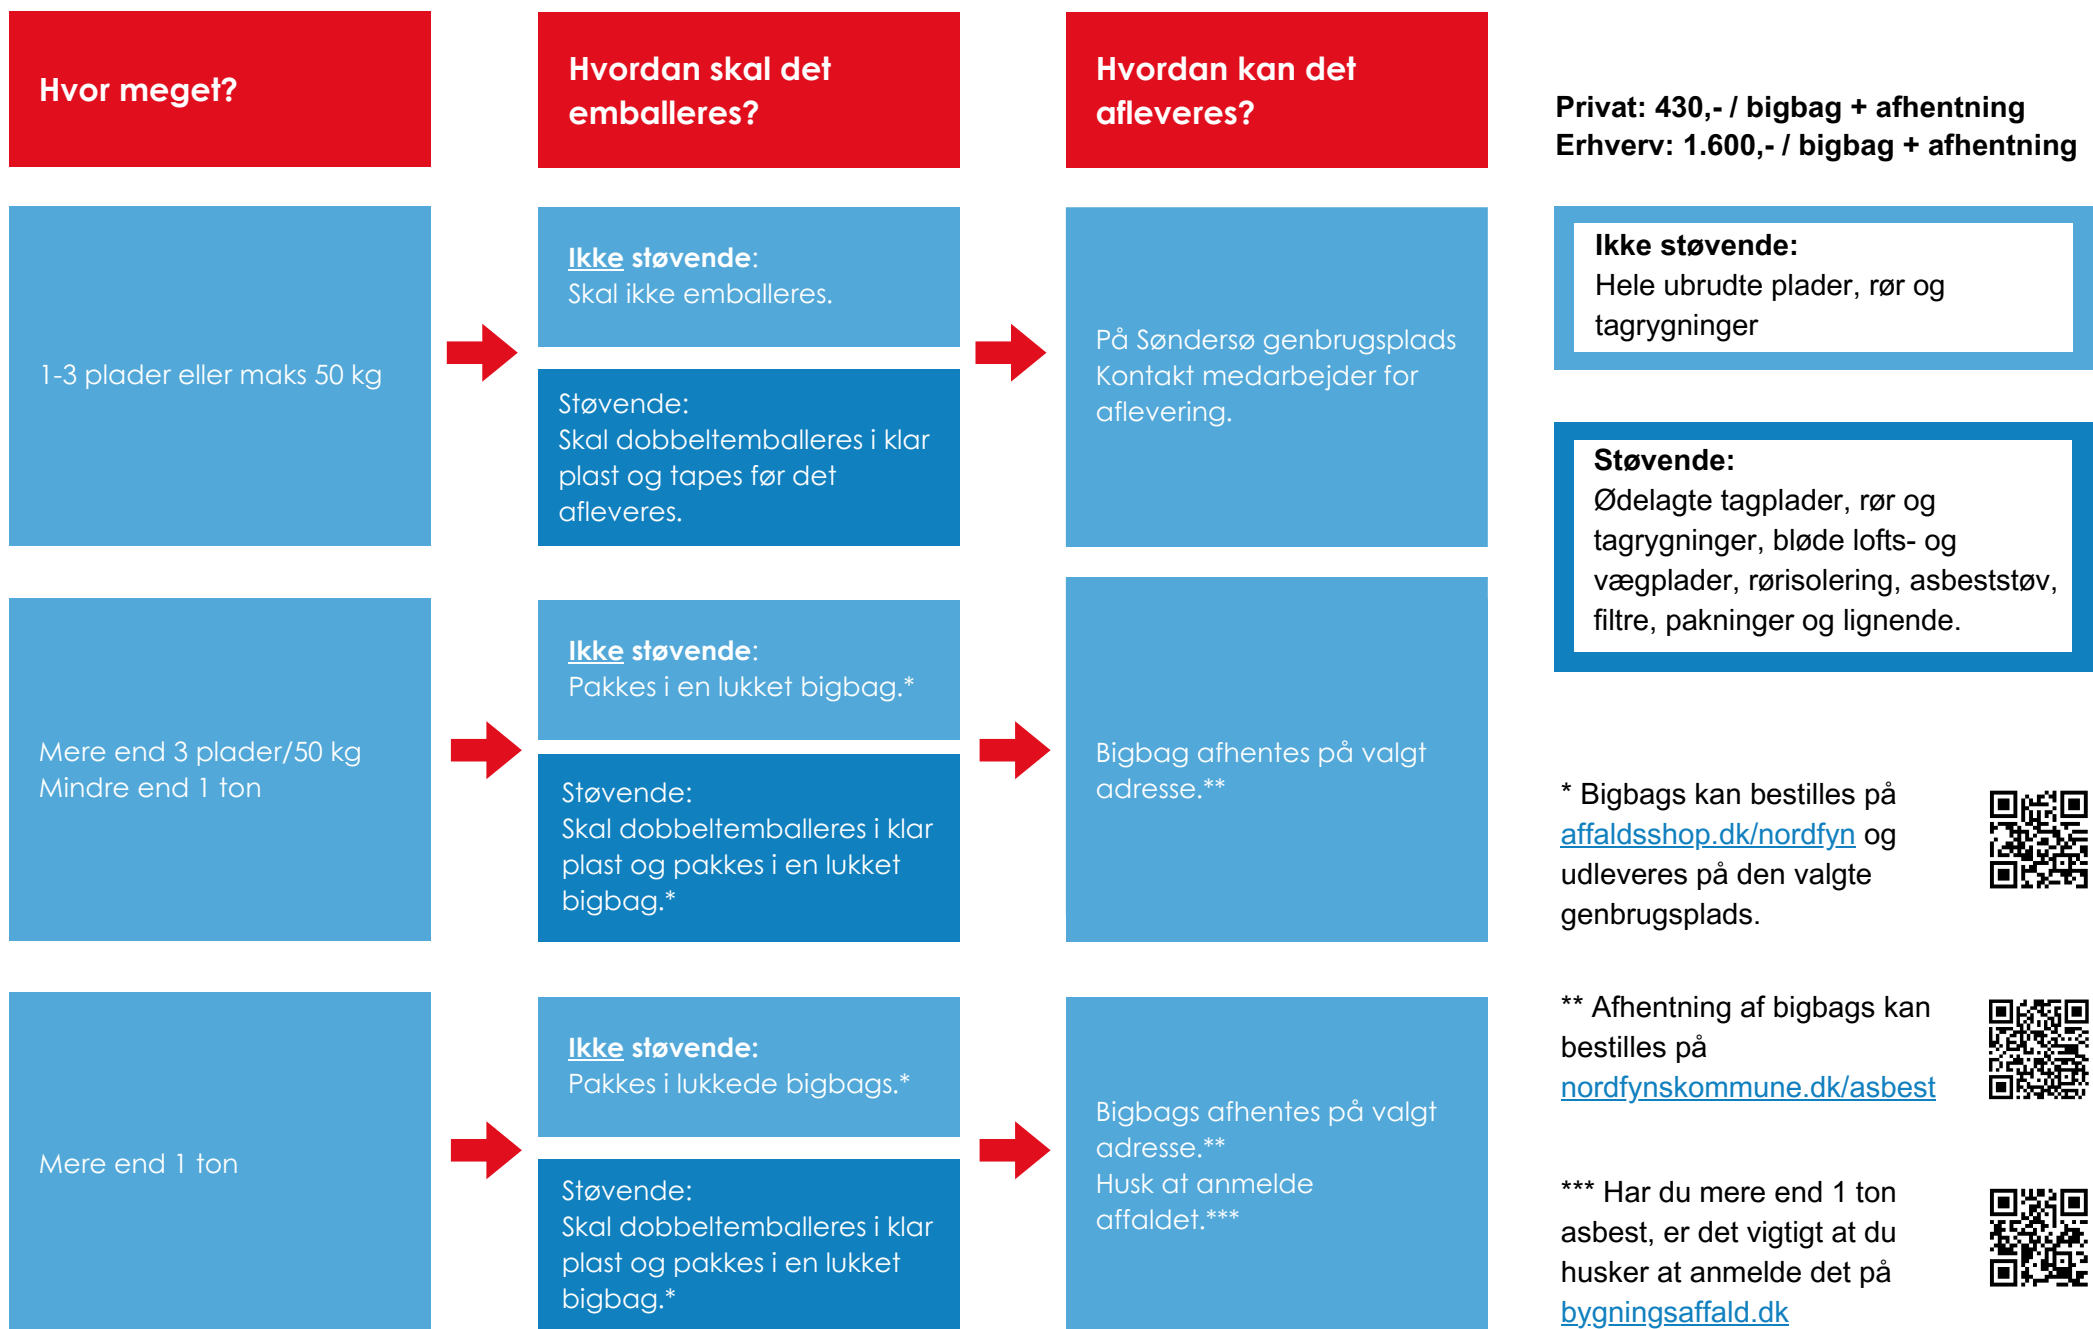 Hvor meget?
Hvordan skal det
emballeres?
Hvordan kan det
afleveres?
Privat: 430,- / bigbag + afhentning
Erhverv: 1.600,- / bigbag + afhentning
1-3 plader eller maks 50 kg
Ikke støvende:
Skal ikke emballeres.
Støvende:
Skal dobbeltemballeres i klar
plast og tapes før det
afleveres.
På Søndersø genbrugsplads
Kontakt medarbejder for
aflevering.
Ikke støvende:
Hele ubrudte plader, rør og
tagrygninger
Støvende:
Ødelagte tagplader, rør og
tagrygninger, bløde lofts- og
vægplader, rørisolering, asbeststøv,
filtre, pakninger og lignende.
Mere end 3 plader/50 kg
Mindre end 1 ton
Ikke støvende:
Pakkes i en lukket bigbag.*
Støvende:
Skal dobbeltemballeres i klar
plast og pakkes i en lukket
bigbag.*
Bigbag afhentes på valgt
adresse.**
* Bigbags kan bestilles på
affaldsshop.dk/nordfyn og
udleveres på den valgte
genbrugsplads.
Mere end 1 ton
Ikke støvende:
Pakkes i lukkede bigbags.*
Støvende:
Skal dobbeltemballeres i klar
plast og pakkes i en lukket
bigbag.*
Bigbags afhentes på valgt
adresse.**
Husk at anmelde
affaldet.***
** Afhentning af bigbags kan
bestilles på
nordfynskommune.dk/asbest
*** Har du mere end 1 ton
asbest, er det vigtigt at du
husker at anmelde det på
bygningsaffald.dk